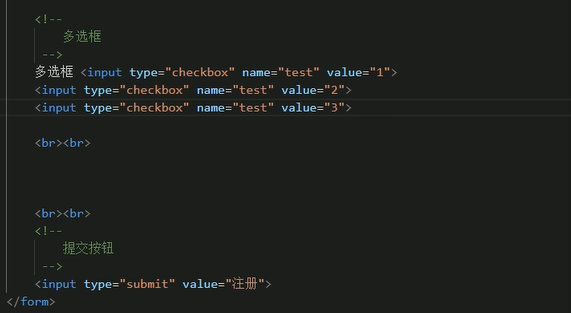 <!--
多选框
-->
多选框 <input type="checkbox" name="test" value="1">
<input type="checkbox" name="test" value="2">
<input type="checkbox" name="test" value="3">
<br><br>
<br><br>
<!--
提交按钮
-->
<input type="submit" value="注册">
</form>